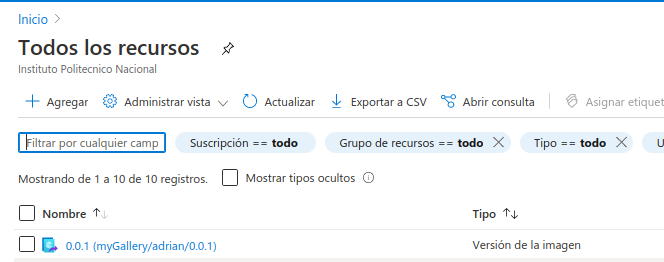 Inicio >
Todos los recursos
Instituto Politecnico Nacional
+ Agregar Administrar vista Actualizar Exportar a CSV Abrir consulta Asignar etiquet
Filtrar por cualquier camp Suscripción == todo Grupo de recursos == todo Tipo == todo U
Mostrando de 1 a 10 de 10 registros. Mostrar tipos ocultos
Nombre ↑↓ Tipo ↑↓
0.0.1 (myGallery/adrian/0.0.1) Versión de la imagen